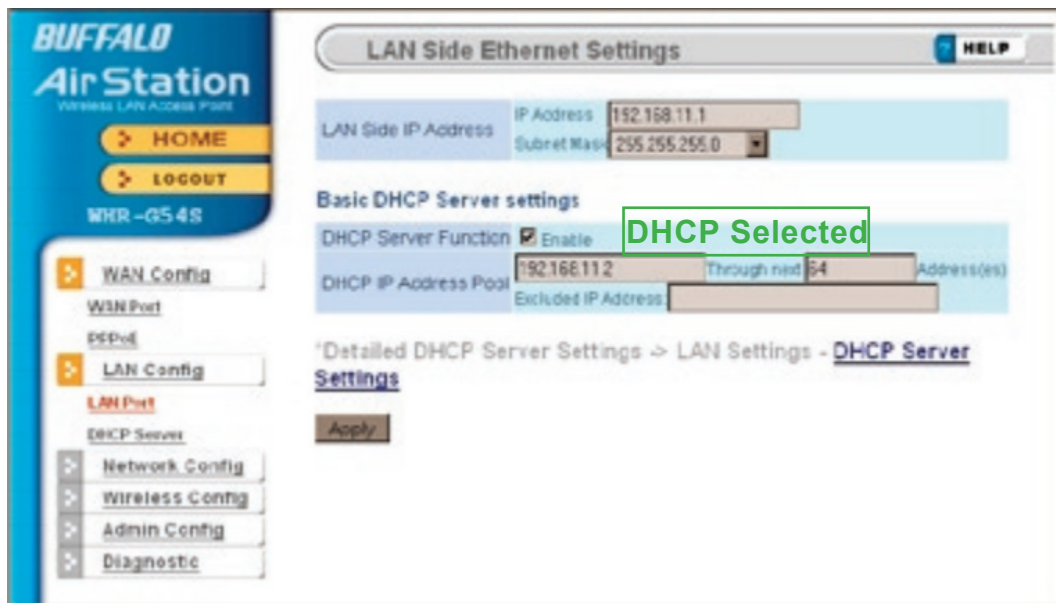 BUFFALO
AirStation
Wireless LAN Access Point
HOME
LOGOUT
WHR-G54S
WAN Config
WAN Port
PPPoE
LAN Config
LAN Port
DHCP Server
Network Config
Wireless Config
Admin Config
Diagnostic
LAN Side Ethernet Settings
? HELP
LAN Side IP Address
IP Address 192.168.11.1
Subnet Mask 255.255.255.0
Basic DHCP Server settings
DHCP Server Function Enable
DHCP Selected
DHCP IP Address Pool
192.168.11.2 Through next 64 Address(es)
Excluded IP Address:
*Detailed DHCP Server Settings -> LAN Settings - DHCP Server
Settings
Apply